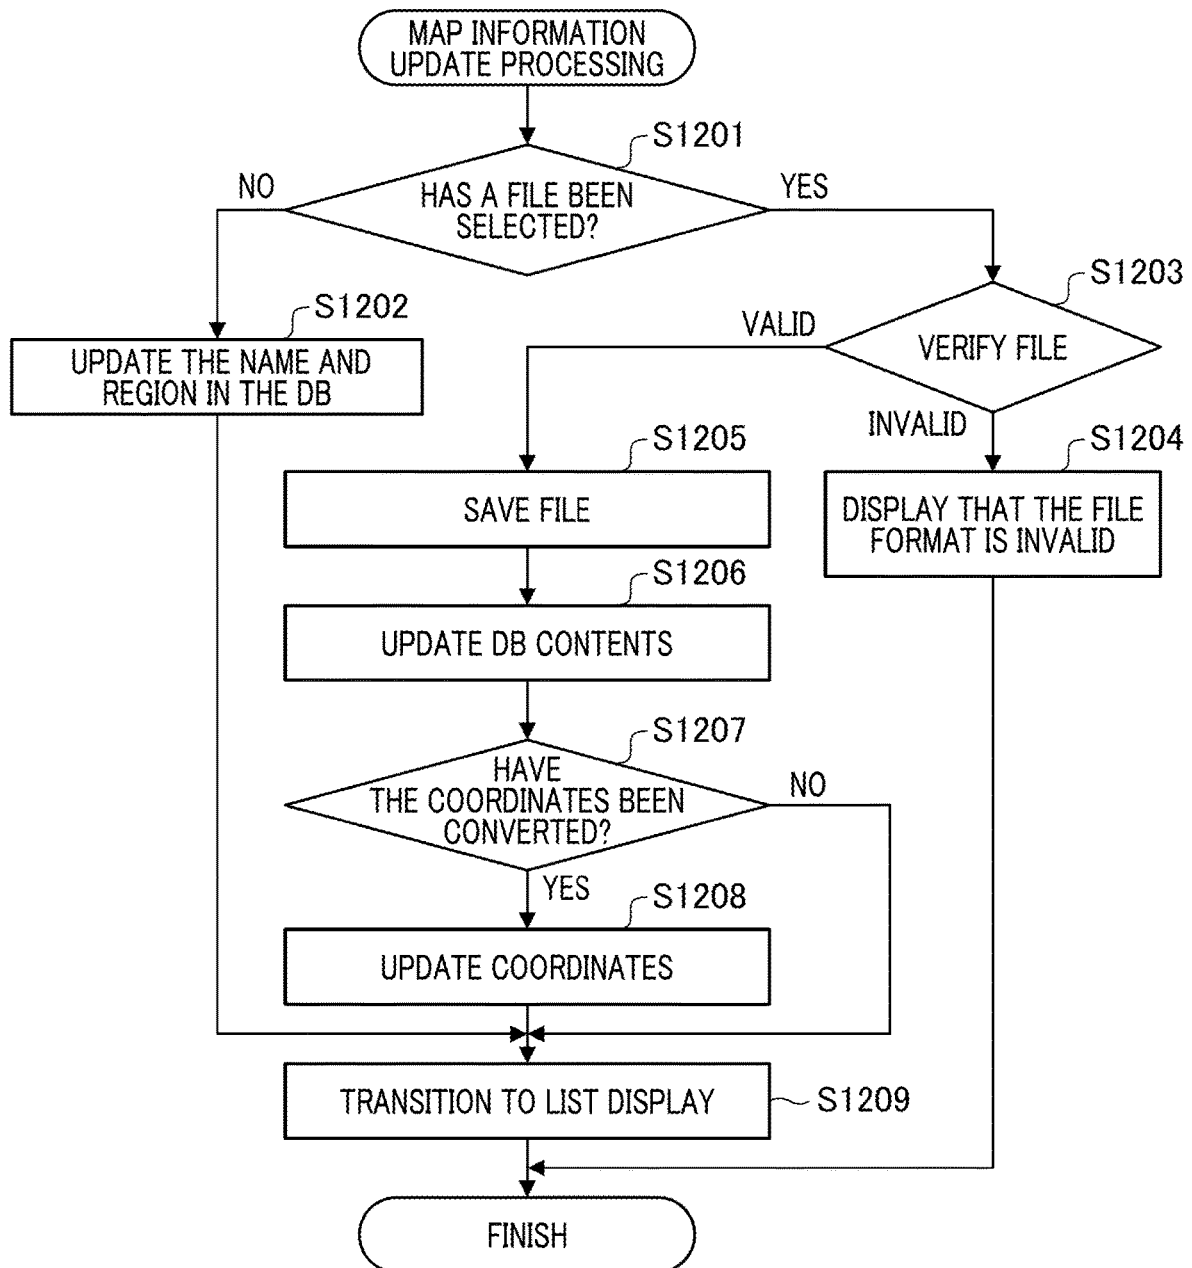 MAP INFORMATION
UPDATE PROCESSING
S1201
NO
HAS A FILE BEEN
SELECTED?
YES
S1203
S1202
VALID
VERIFY FILE
UPDATE THE NAME AND
REGION IN THE DB
INVALID
S1205
S1204
SAVE FILE
DISPLAY THAT THE FILE
FORMAT IS INVALID
S1206
UPDATE DB CONTENTS
S1207
HAVE
THE COORDINATES BEEN
CONVERTED?
NO
YES
S1208
UPDATE COORDINATES
TRANSITION TO LIST DISPLAY
S1209
FINISH